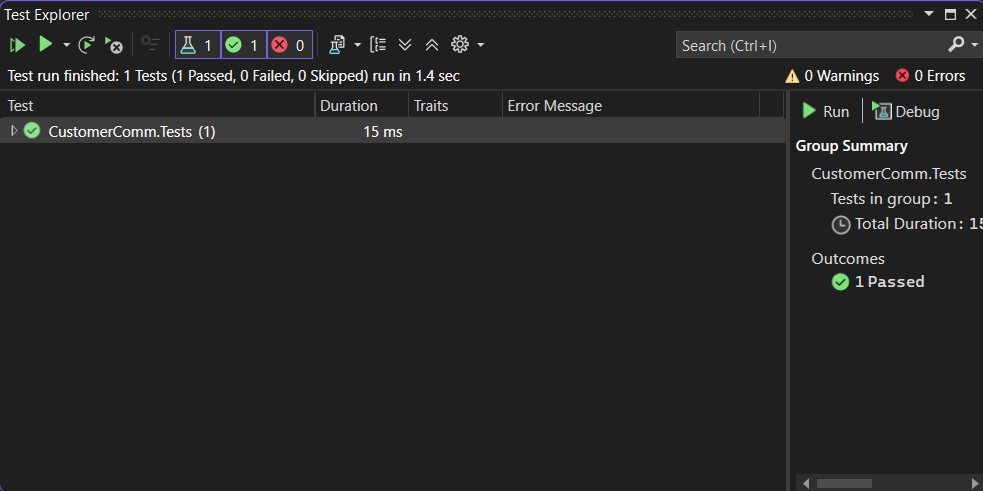 Test Explorer
1 1 0
Search (Ctrl+I)
Test run finished: 1 Tests (1 Passed, 0 Failed, 0 Skipped) run in 1.4 sec
0 Warnings 0 Errors
Test Duration Traits Error Message
CustomerComm.Tests (1) 15 ms
Run Debug
Group Summary
CustomerComm.Tests
Tests in group: 1
Total Duration: 15
Outcomes
1 Passed